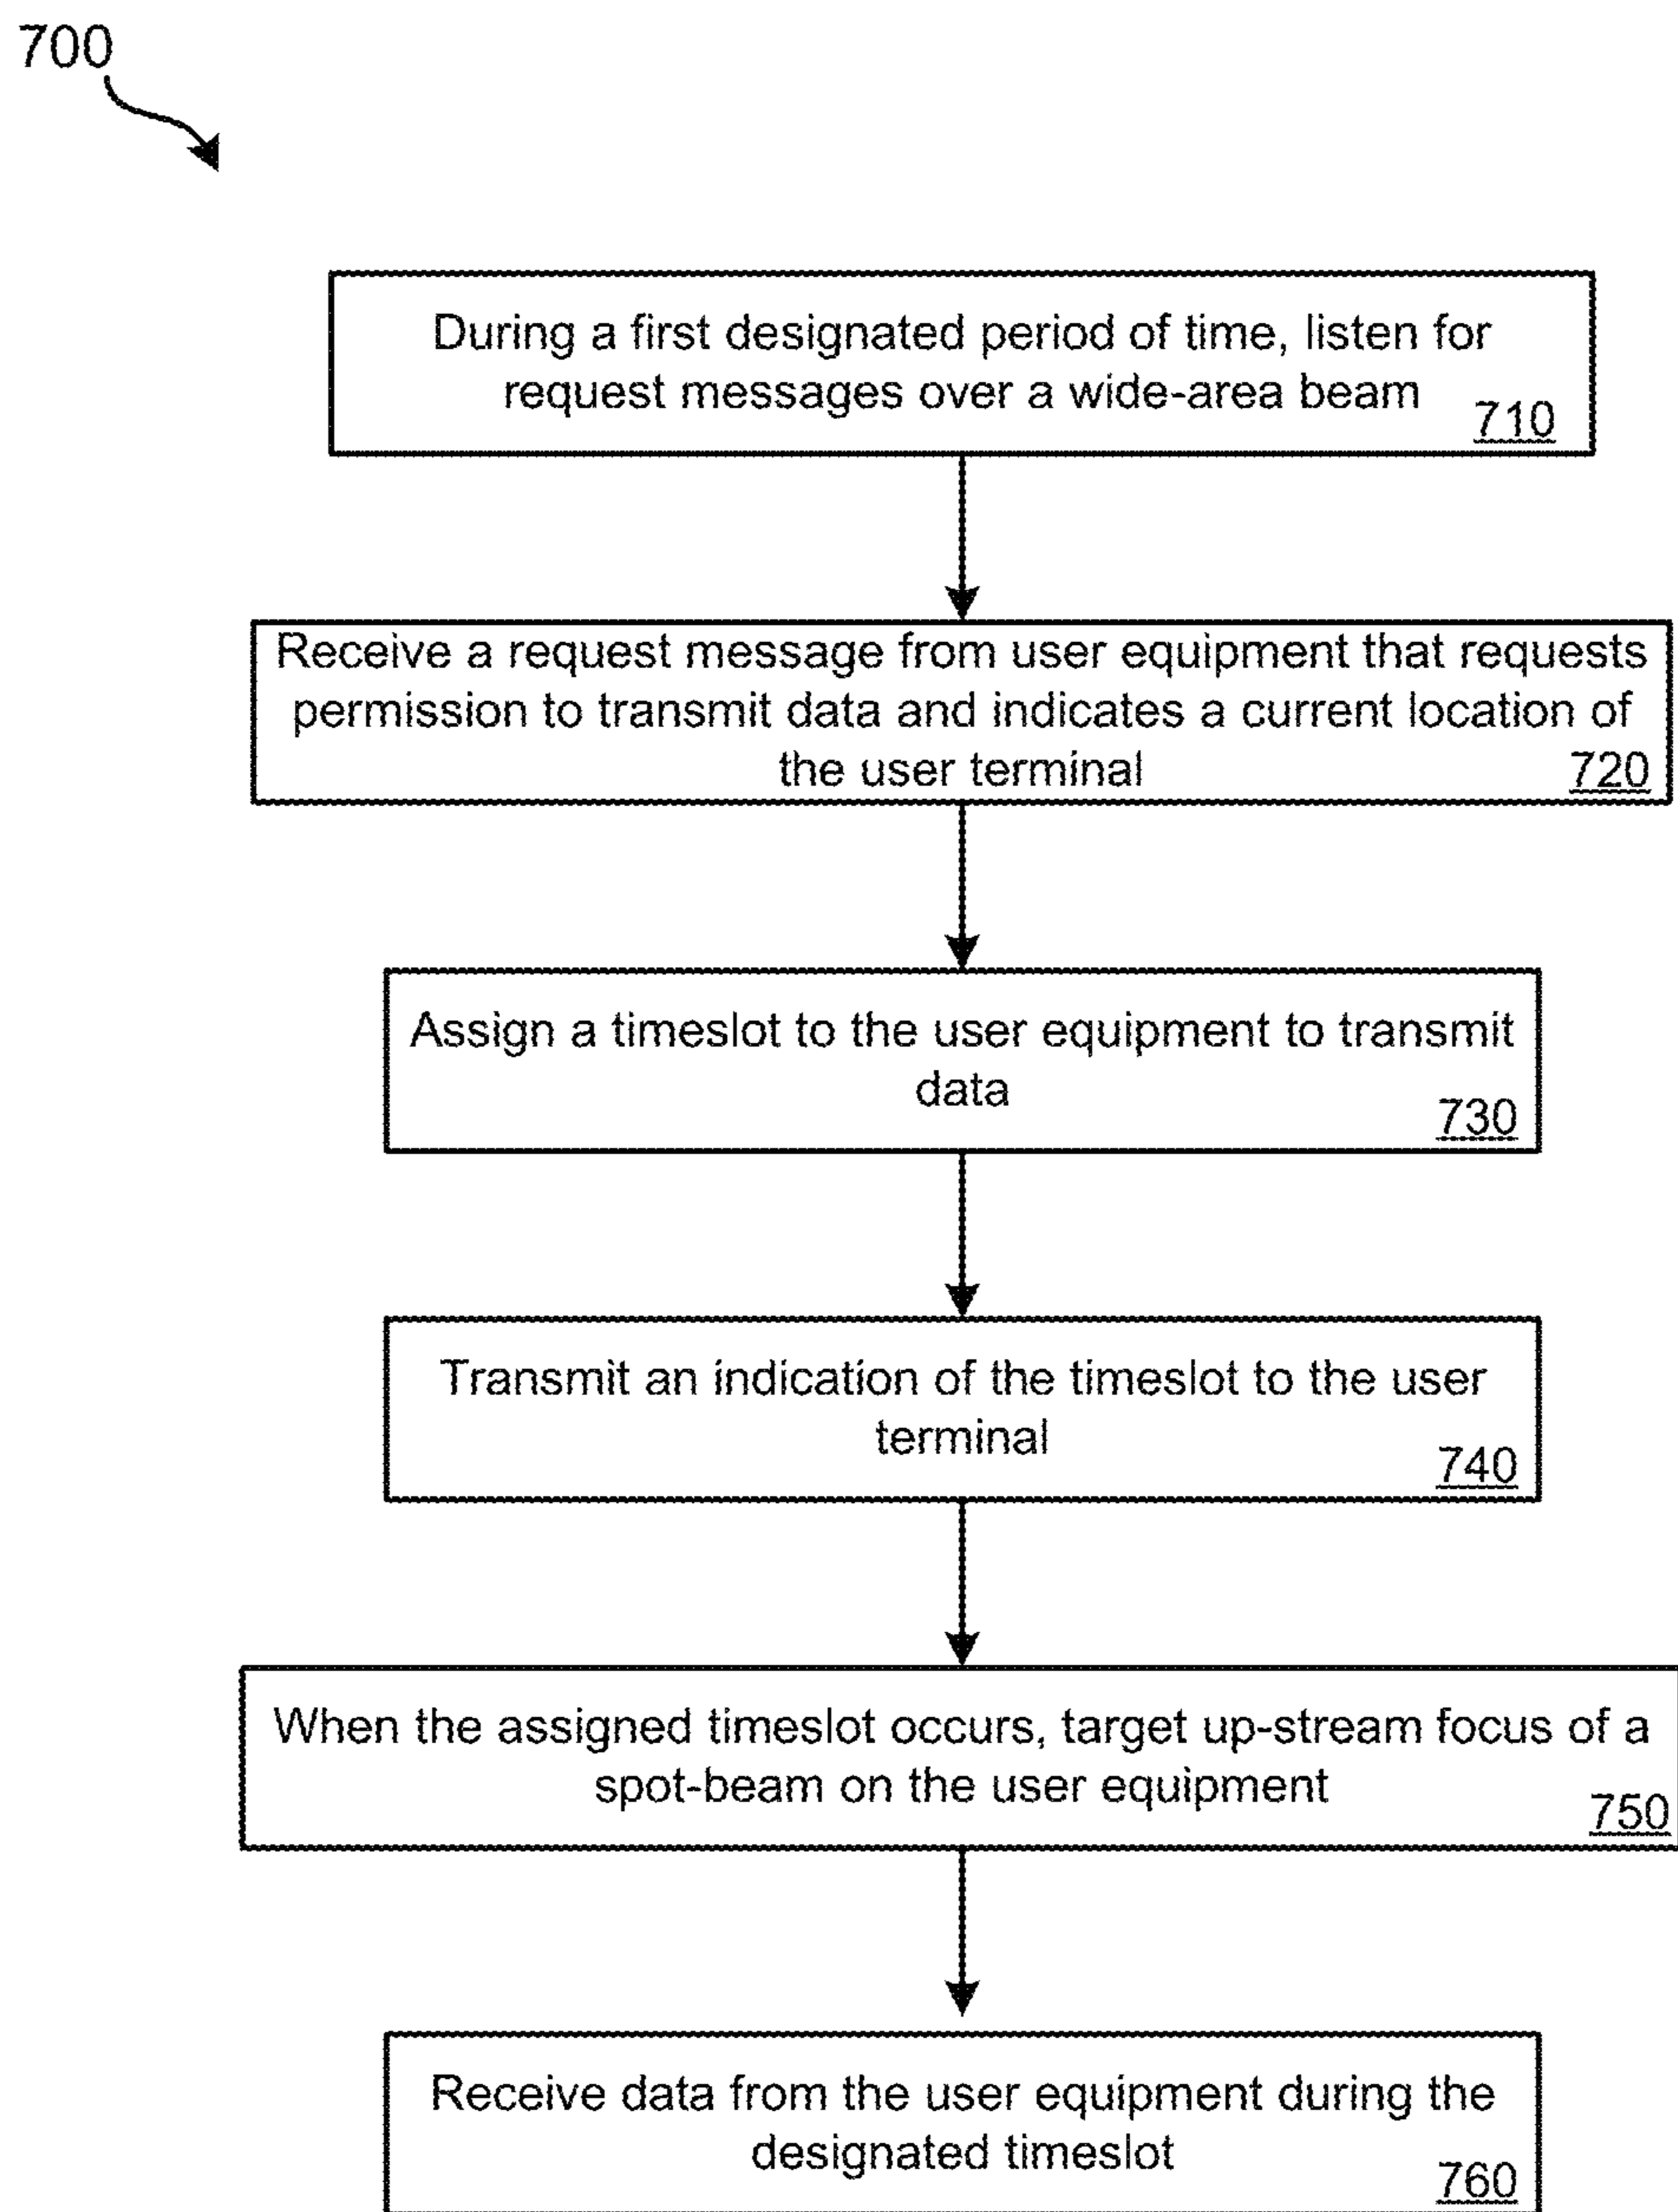 700
During a first designated period of time, listen for
request messages over a wide-area beam
710
Receive a request message from user equipment that requests
permission to transmit data and indicates a current location of
the user terminal
720
Assign a timeslot to the user equipment to transmit
data
730
Transmit an indication of the timeslot to the user
terminal
740
When the assigned timeslot occurs, target up-stream focus of a
spot-beam on the user equipment
750
Receive data from the user equipment during the
designated timeslot
760